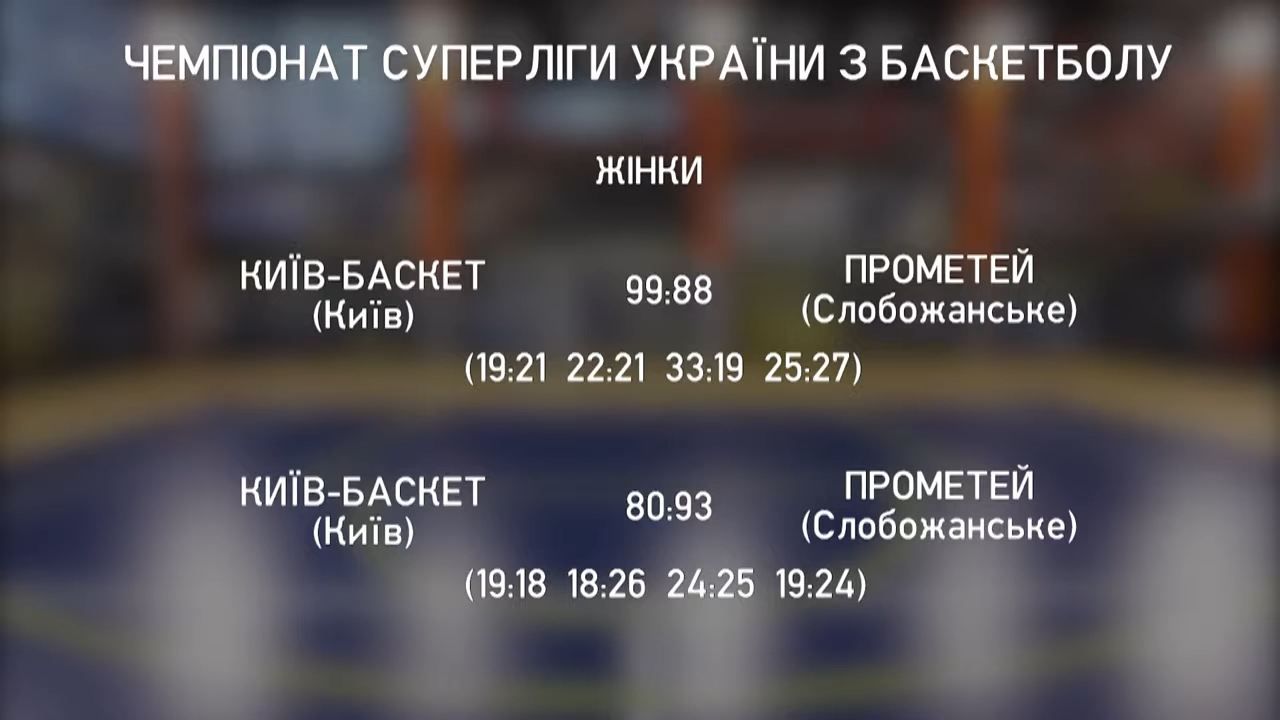 ЧЕМПІОНАТ СУПЕРЛІГИ УКРАЇНИ З БАСКЕТБОЛУ
ЖІНКИ
КИЇВ-БАСКЕТ 99:88 ПРОМЕТЕЙ
(Київ) (Слобожанське)
(19:21 22:21 33:19 25:27)
КИЇВ-БАСКЕТ 80:93 ПРОМЕТЕЙ
(Київ) (Слобожанське)
(19:18 18:26 24:25 19:24)